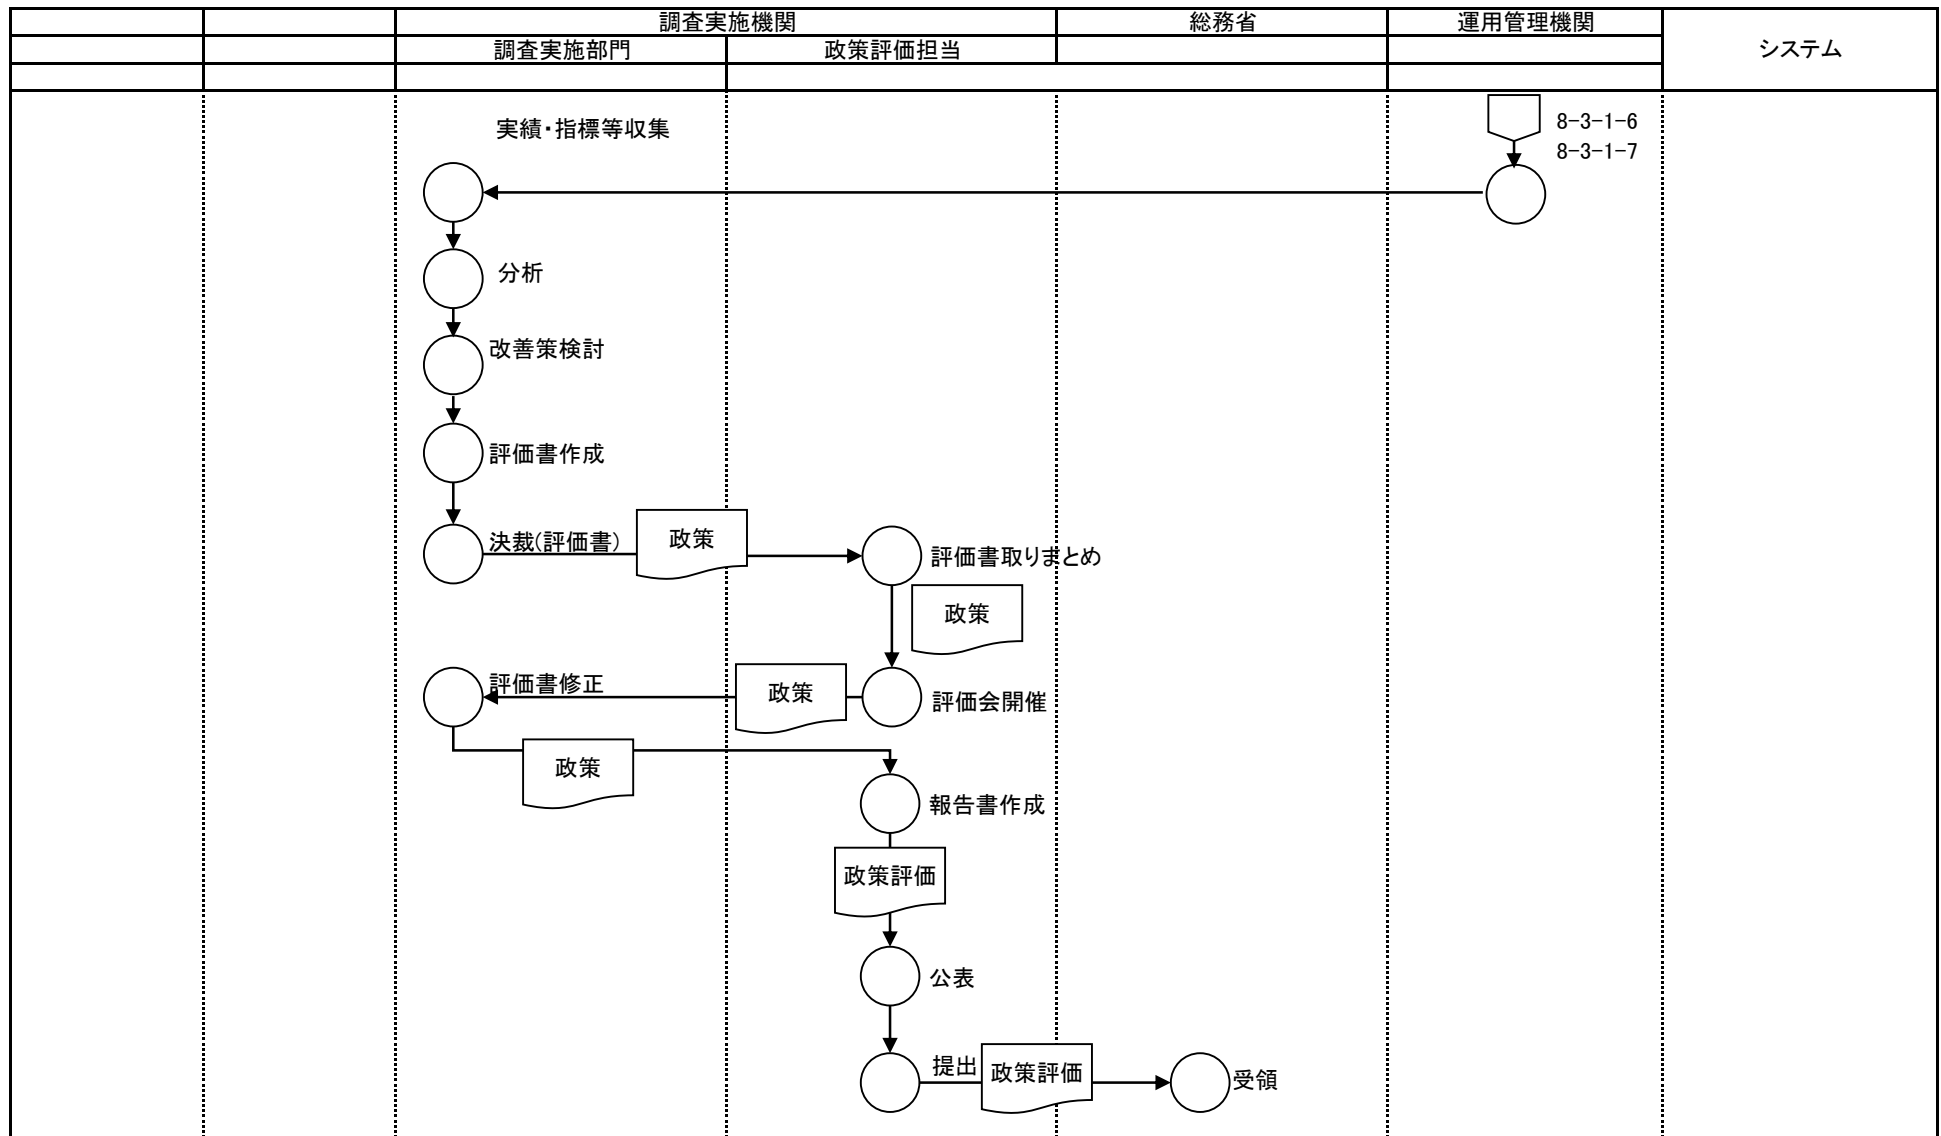 調査実施機関
総務省
運用管理機関
システム
調査実施部門
政策評価担当
実績・指標等収集
8-3-1-6
8-3-1-7
分析
改善策検討
評価書作成
決裁(評価書)
政策
評価書取りまとめ
政策
評価書修正
政策
評価会開催
政策
報告書作成
政策評価
公表
提出
政策評価
受領